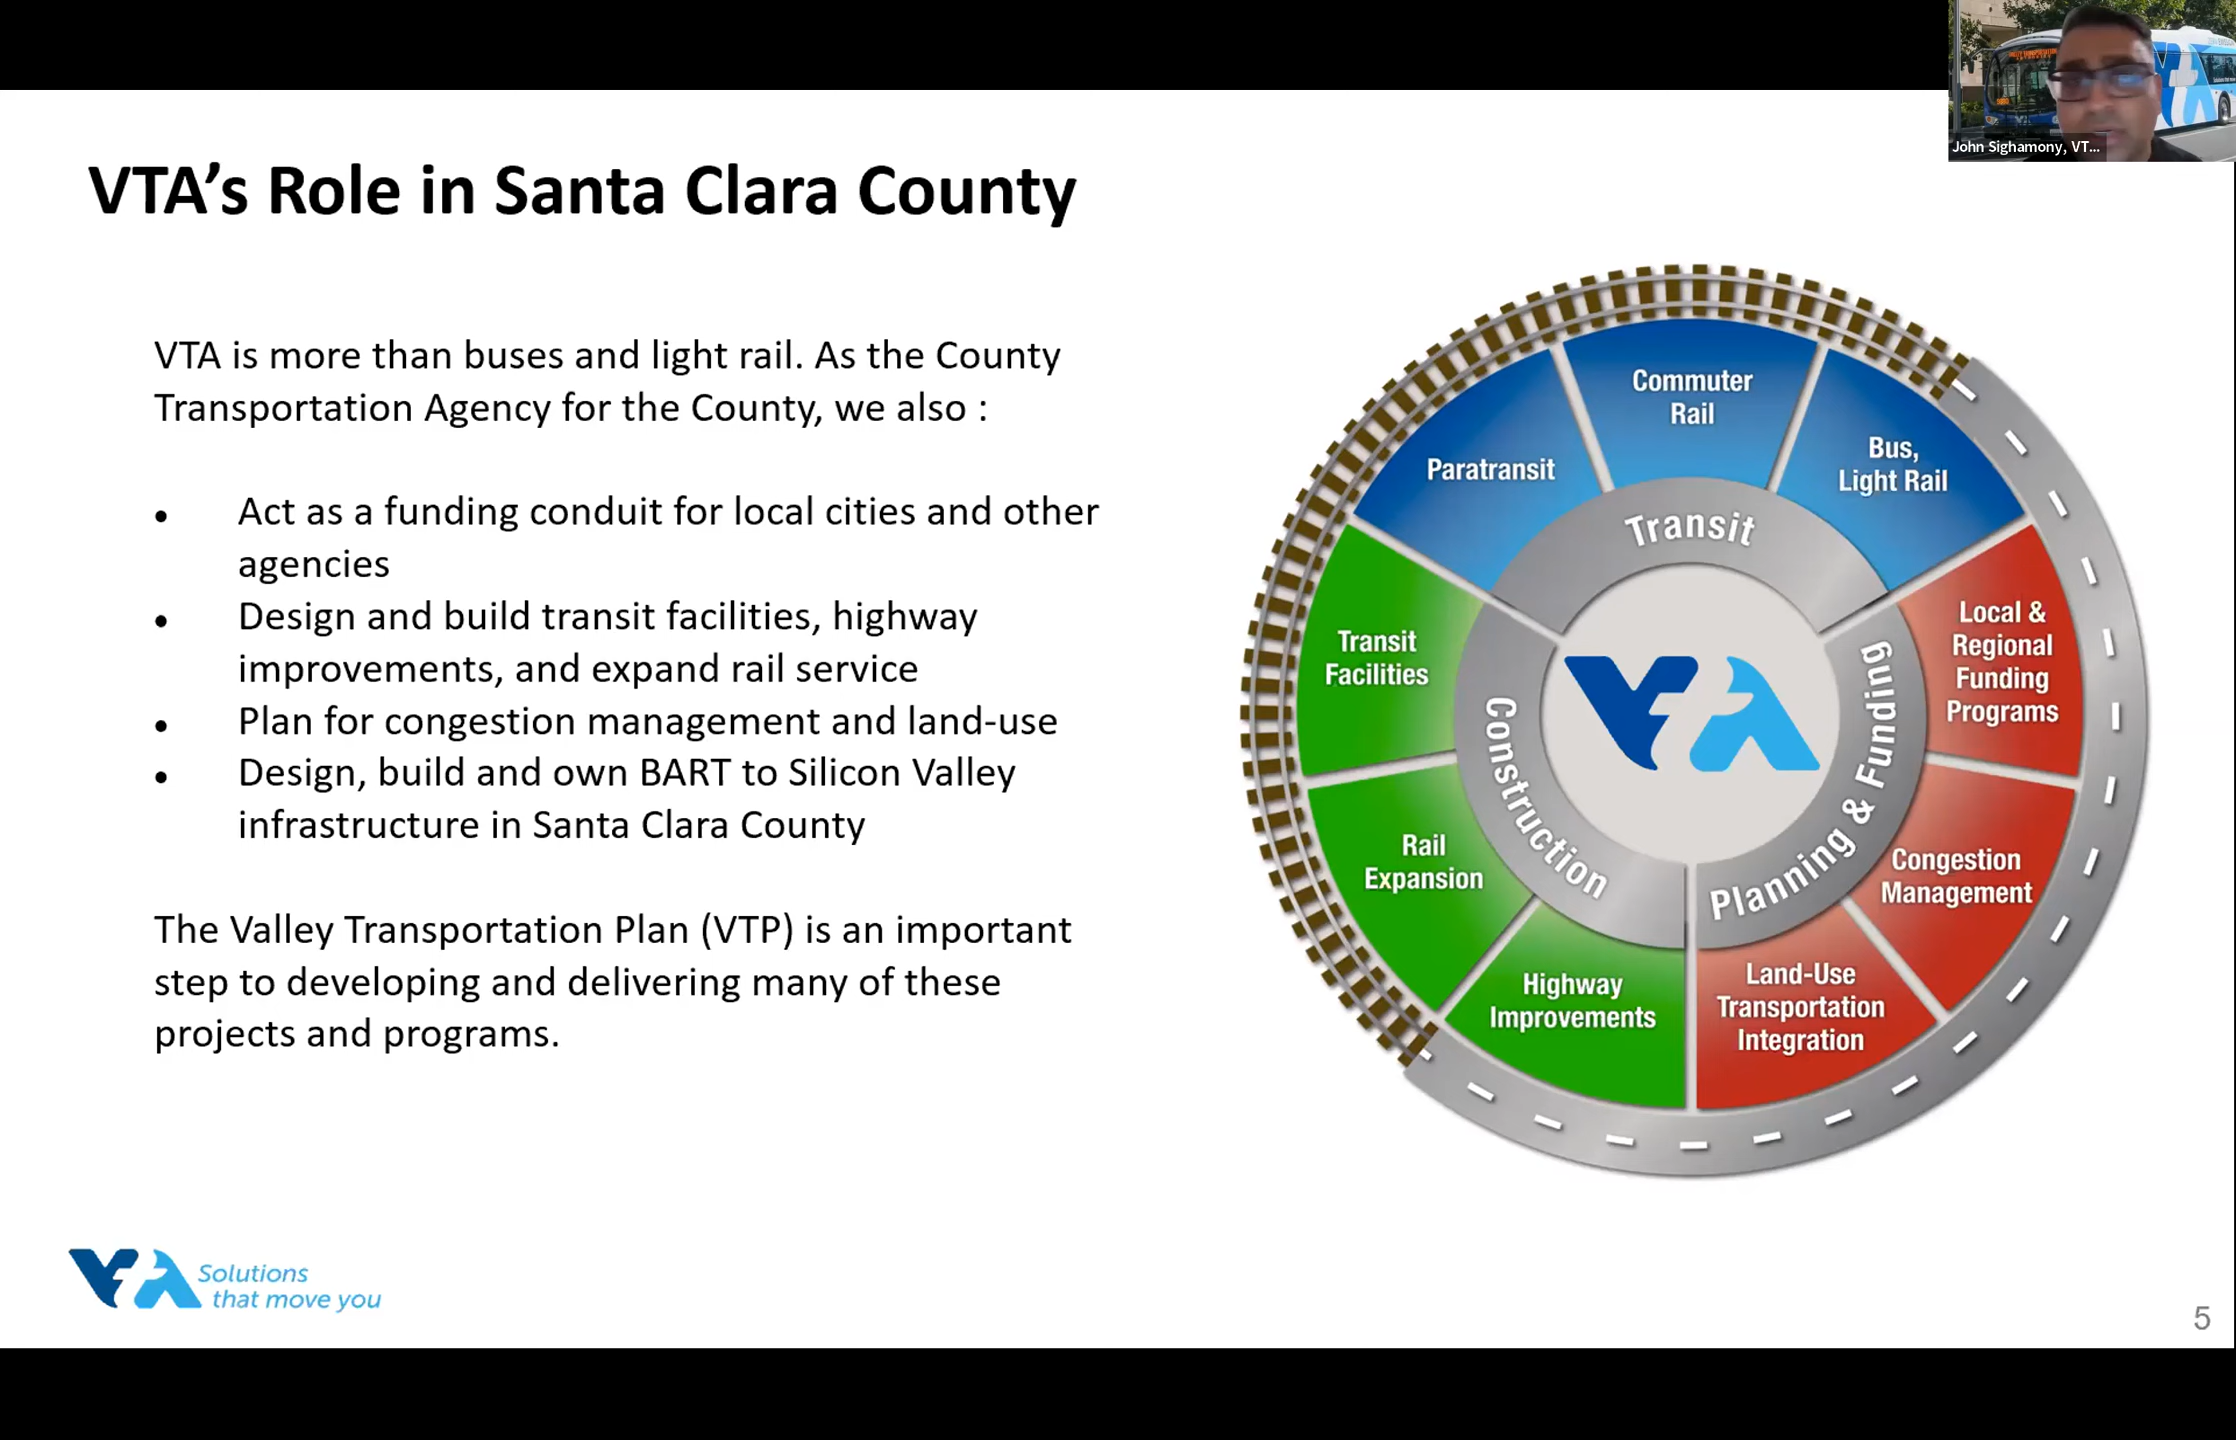 John Sighamony, VT...
VTA's Role in Santa Clara County
VTA is more than buses and light rail. As the County
Transportation Agency for the County, we also :
• Act as a funding conduit for local cities and other
agencies
• Design and build transit facilities, highway
improvements, and expand rail service
• Plan for congestion management and land-use
• Design, build and own BART to Silicon Valley
infrastructure in Santa Clara County
The Valley Transportation Plan (VTP) is an important
step to developing and delivering many of these
projects and programs.
Commuter
Rail
Paratransit
Bus,
Light Rail
Transit
Transit
Facilities
Local &
Regional
Funding
Programs
VTA
Construction
Planning & Funding
Rail
Expansion
Congestion
Management
Highway
Improvements
Land-Use
Transportation
Integration
VTA
Solutions
that move you
5